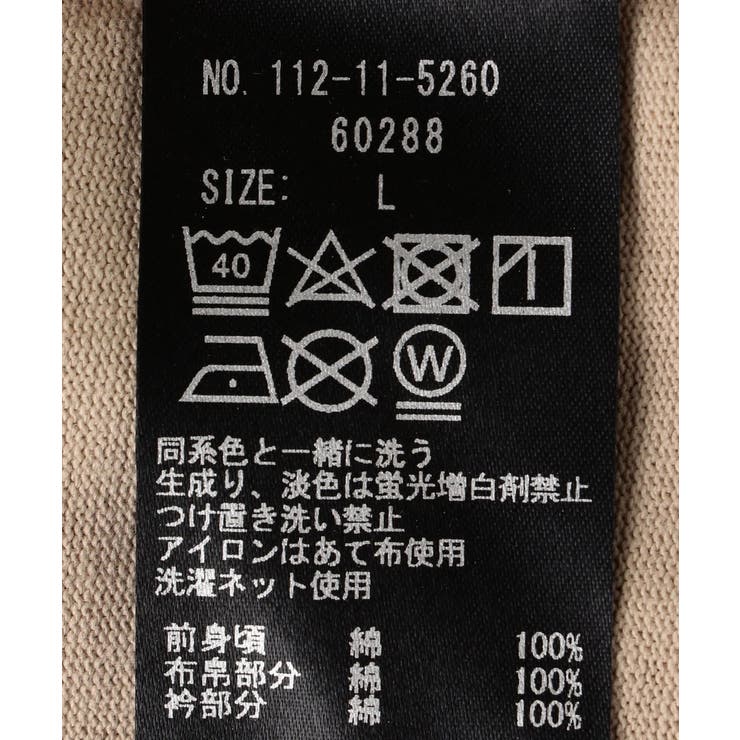 NO. 112-11-5260
60288
SIZE: L
40
W
同系色と一緒に洗う
生成り、淡色は蛍光増白剤禁止
つけ置き洗い禁止
アイロンはあて布使用
洗濯ネット使用
前身頃 綿 100%
布帛部分 綿 100%
衿部分 綿 100%